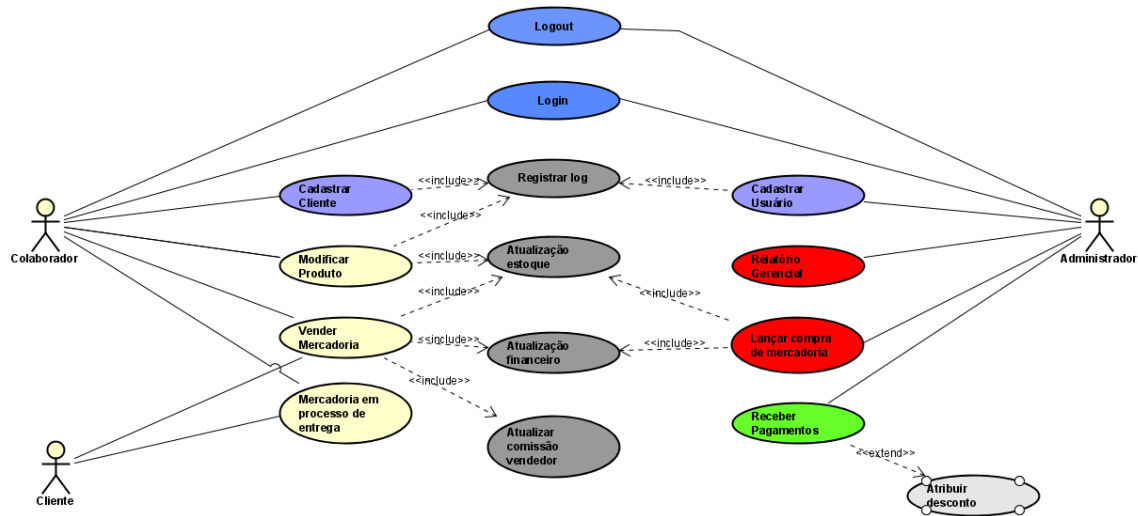 Logout
Login
<<include>>
Registrar log
<<include>>
Cadastrar
Cliente
Cadastrar
Usuário
<<include>>
Colaborador
Administrador
Modificar
Produto
<<include>>
Atualização
estoque
Relatório
Gerencial
<<include>>
<<include>>
Vender
Mercadoria
<<include>>
Atualização
financeiro
<<include>>
Lançar compra
de mercadoria
<<include>>
Mercadoria em
processo de
entrega
Receber
Pagamentos
Atualizar
comissão
vendedor
<<extend>>
Cliente
Atribuir
desconto